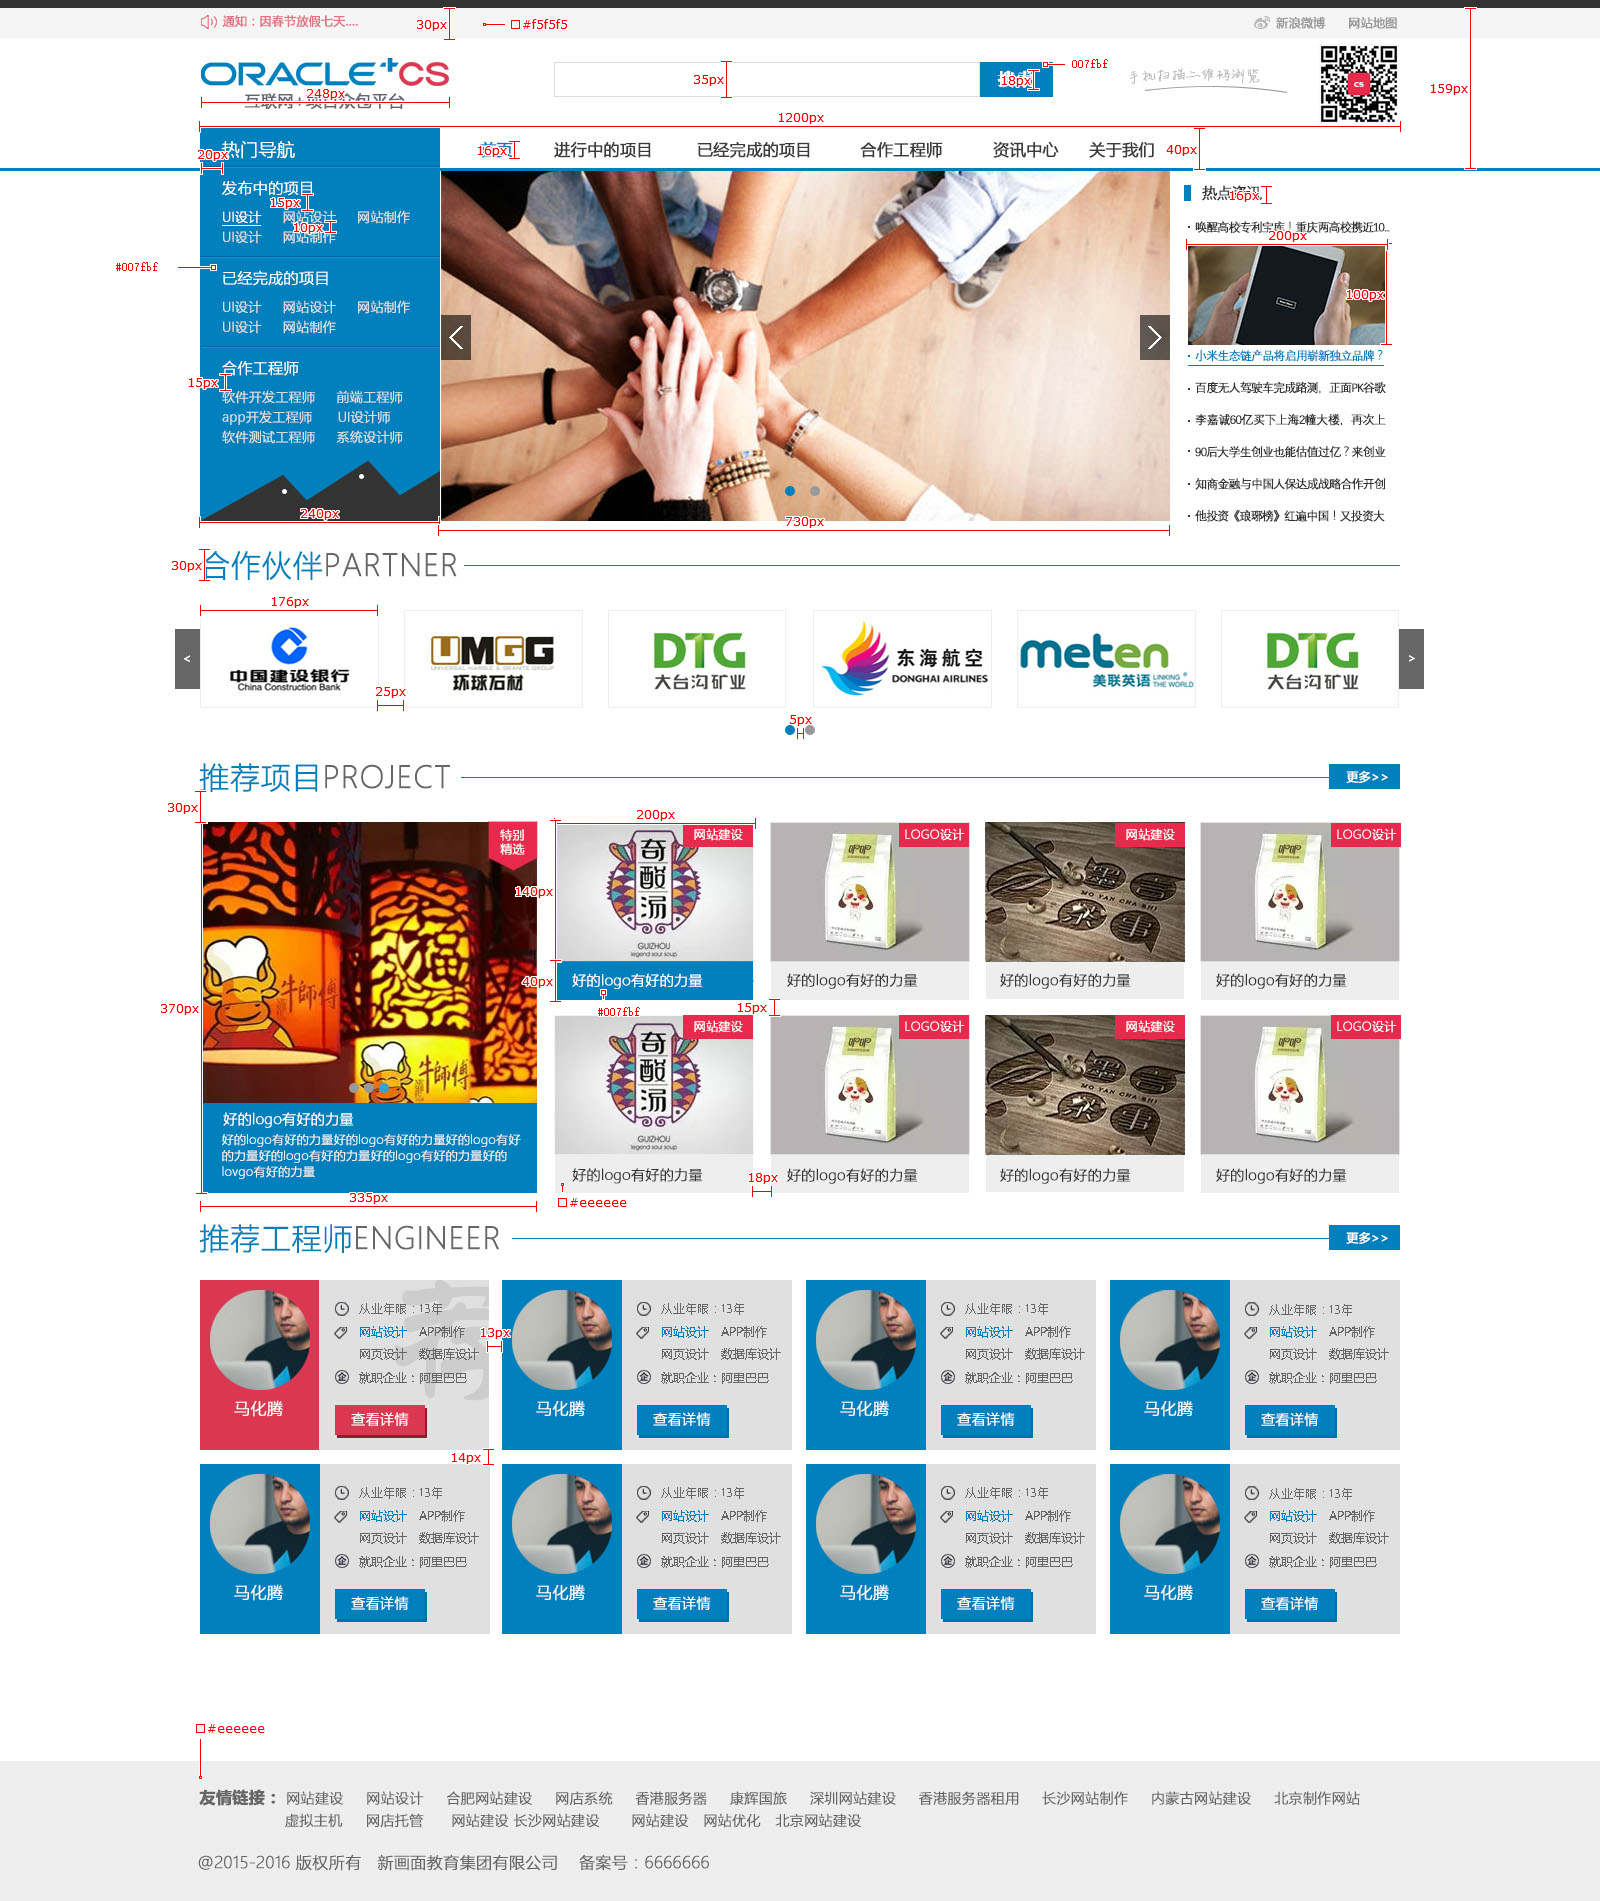 通知：因春节放假七天....
30px
#f5f5f5
新浪微博 网站地图
ORACLE+CS
248px
互联网+项目众包平台
35px
18px
007fbf
手机扫描二维码浏览
CS
159px
1200px
热门导航
20px
首页 进行中的项目 已经完成的项目 合作工程师 资讯中心 关于我们
16px
40px
发布中的项目
15px
UI设计 网站设计 网站制作
10px
UI设计 网站制作
#007fbf
已经完成的项目
UI设计 网站设计 网站制作
UI设计 网站制作
合作工程师
15px
软件开发工程师 前端工程师
app开发工程师 UI设计师
软件测试工程师 系统设计师
240px
730px
热点资讯
16px
唤醒高校专利宝库！重庆两高校携近10...
200px
100px
小米生态链产品将启用崭新独立品牌？
百度无人驾驶车完成路测，正面PK谷歌
李嘉诚60亿买下上海2幢大楼，再次上
90后大学生创业也能估值过亿？来创业
知商金融与中国人保达成战略合作开创
他投资《琅琊榜》红遍中国！又投资大
30px
合作伙伴PARTNER
176px
<
中国建设银行
China Construction Bank
UMGG
UNIVERSAL MARBLE & GRANITE GROUP
环球石材
DTG
大台沟矿业
东海航空
DONGHAI AIRLINES
meten
美联英语 LINKING THE WORLD
DTG
大台沟矿业
>
25px
5px
推荐项目PROJECT
更多>>
30px
370px
特别
精选
牛師傅
牛師傅
好的logo有好的力量
好的logo有好的力量好的logo有好的力量好的logo有好
的力量好的logo有好的力量好的logo有好的力量好的
lovgo有好的力量
335px
200px
140px
网站建设 LOGO设计 网站建设 LOGO设计
奇酸汤
GUIZHOU
legend sour soup
MO YAN CHA SHI
40px
好的logo有好的力量 好的logo有好的力量 好的logo有好的力量 好的logo有好的力量
#007fbf
15px
网站建设 LOGO设计 网站建设 LOGO设计
奇酸汤
GUIZHOU
legend sour soup
MO YAN CHA SHI
好的logo有好的力量 好的logo有好的力量 好的logo有好的力量 好的logo有好的力量
18px
#eeeeee
推荐工程师ENGINEER
更多>>
荐
从业年限：13年 从业年限：13年 从业年限：13年 从业年限：13年
网站设计 APP制作 网站设计 APP制作 网站设计 APP制作 网站设计 APP制作
13px
网页设计 数据库设计 网页设计 数据库设计 网页设计 数据库设计 网页设计 数据库设计
企 就职企业：阿里巴巴 企 就职企业：阿里巴巴 企 就职企业：阿里巴巴 企 就职企业：阿里巴巴
马化腾 马化腾 马化腾 马化腾
查看详情 查看详情 查看详情 查看详情
14px
从业年限：13年 从业年限：13年 从业年限：13年 从业年限：13年
网站设计 APP制作 网站设计 APP制作 网站设计 APP制作 网站设计 APP制作
网页设计 数据库设计 网页设计 数据库设计 网页设计 数据库设计 网页设计 数据库设计
企 就职企业：阿里巴巴 企 就职企业：阿里巴巴 企 就职企业：阿里巴巴 企 就职企业：阿里巴巴
马化腾 马化腾 马化腾 马化腾
查看详情 查看详情 查看详情 查看详情
#eeeeee
友情链接： 网站建设 网站设计 合肥网站建设 网店系统 香港服务器 康辉国旅 深圳网站建设 香港服务器租用 长沙网站制作 内蒙古网站建设 北京制作网站
虚拟主机 网店托管 网站建设 长沙网站建设 网站建设 网站优化 北京网站建设
@2015-2016 版权所有 新画面教育集团有限公司 备案号：6666666